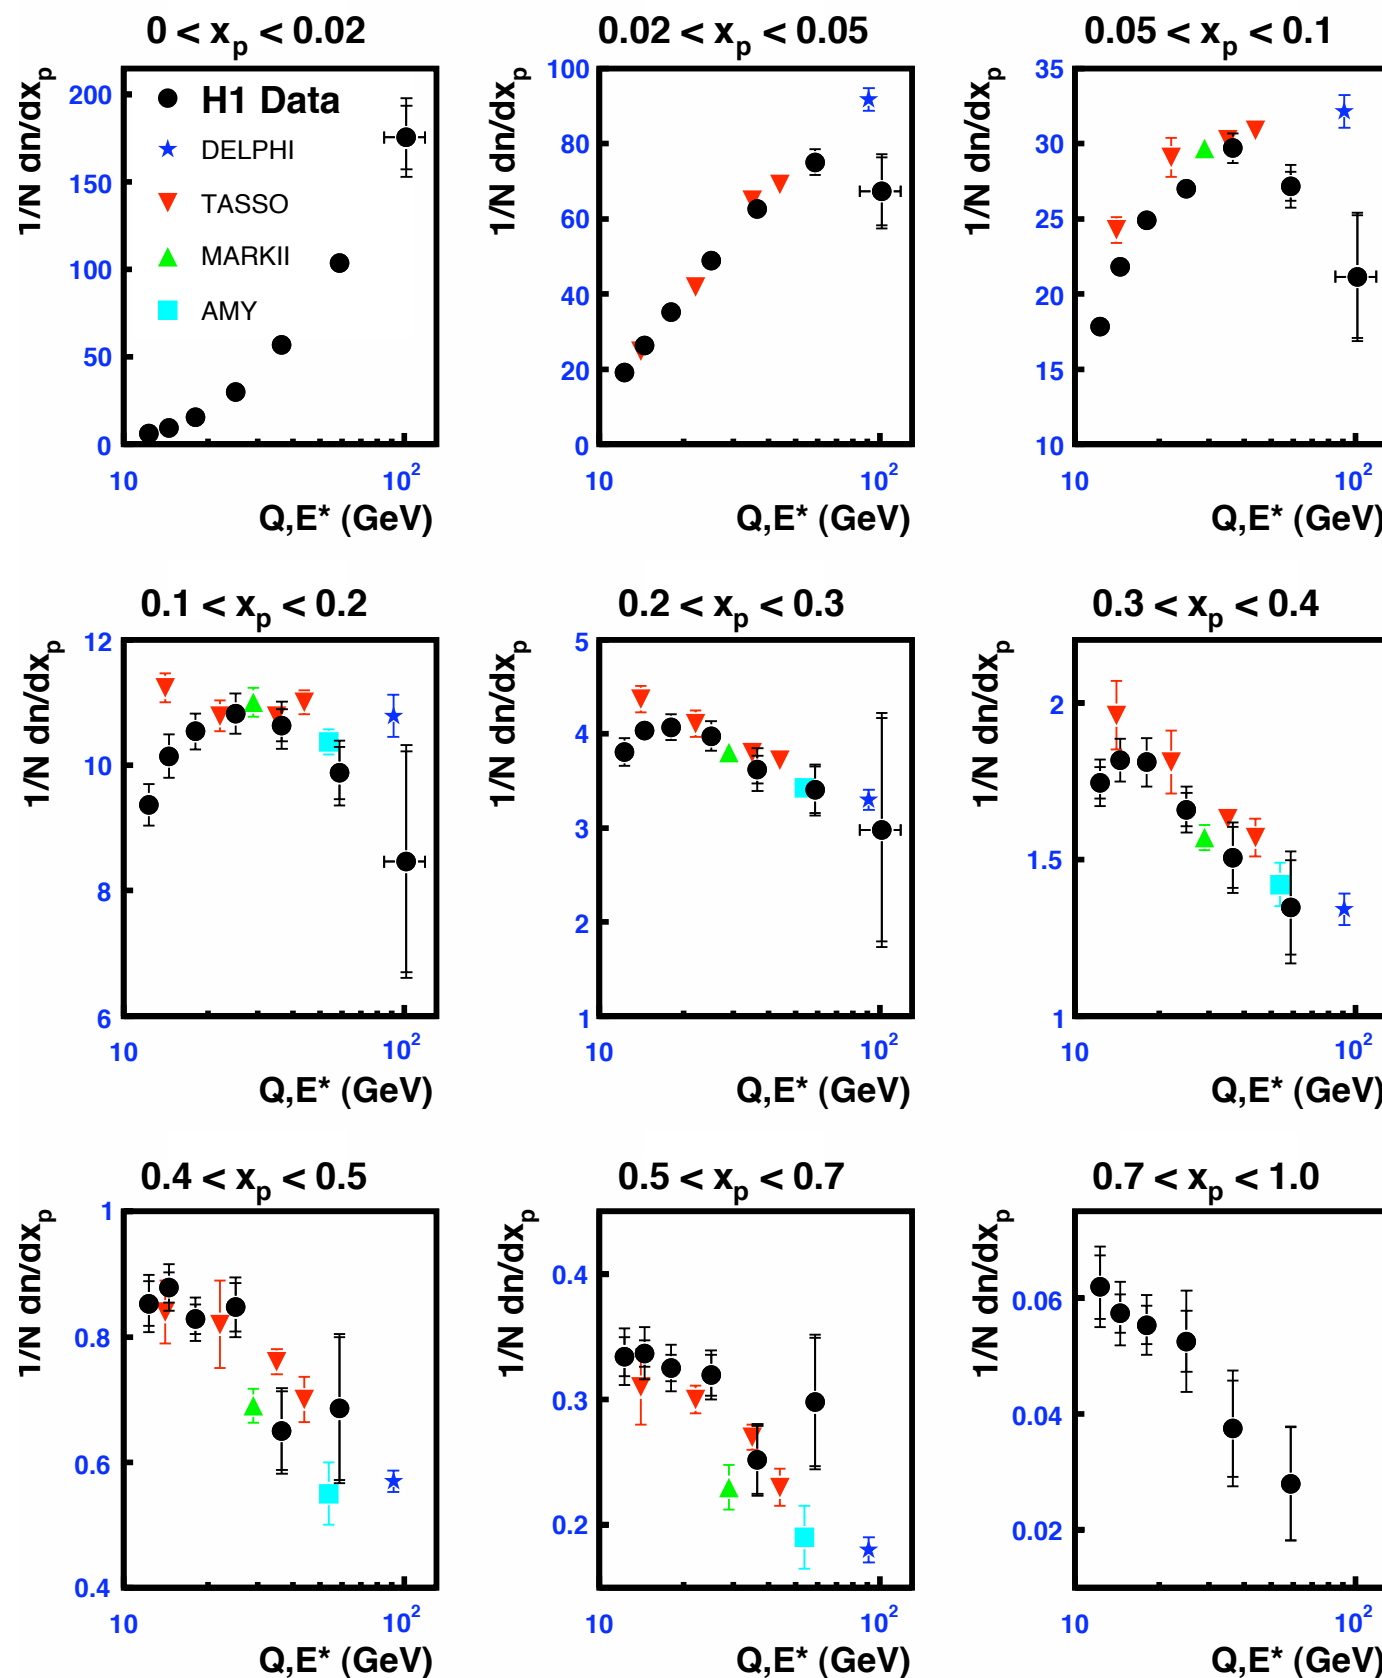 0 < xp < 0.02
1/N dn/dxp
200
150
100
50
0
H1 Data
DELPHI
TASSO
MARKII
AMY
10
10²
Q,E* (GeV)
0.02 < xp < 0.05
1/N dn/dxp
100
80
60
40
20
0
10
10²
Q,E* (GeV)
0.05 < xp < 0.1
1/N dn/dxp
35
30
25
20
15
10
10
10²
Q,E* (GeV)
0.1 < xp < 0.2
1/N dn/dxp
12
10
8
6
10
10²
Q,E* (GeV)
0.2 < xp < 0.3
1/N dn/dxp
5
4
3
2
1
10
10²
Q,E* (GeV)
0.3 < xp < 0.4
1/N dn/dxp
2
1.5
1
10
10²
Q,E* (GeV)
0.4 < xp < 0.5
1/N dn/dxp
1
0.8
0.6
0.4
10
10²
Q,E* (GeV)
0.5 < xp < 0.7
1/N dn/dxp
0.4
0.3
0.2
10
10²
Q,E* (GeV)
0.7 < xp < 1.0
1/N dn/dxp
0.06
0.04
0.02
10
10²
Q,E* (GeV)